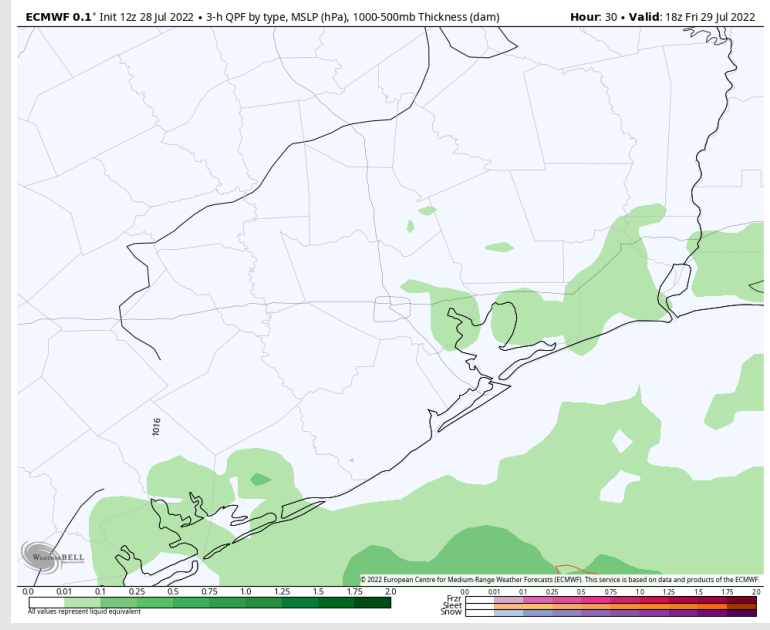 ECMWF 0.1° Init 12z 28 Jul 2022 • 3-h QPF by type, MSLP (hPa), 1000-500mb Thickness (dam) Hour: 30 • Valid: 18z Fri 29 Jul 2022
1016
WEATHERBELL
© 2022 European Centre for Medium-Range Weather Forecasts (ECMWF). This service is based on data and products of the ECMWF.
0.0 0.01 0.1 0.25 0.5 0.75 1.0 1.25 1.5 1.75 2.0
All values represent liquid equivalent
0.0 0.01 0.1 0.25 0.5 0.75 1.0 1.25 1.5 1.75 2.0
Frzr
Sleet
Snow